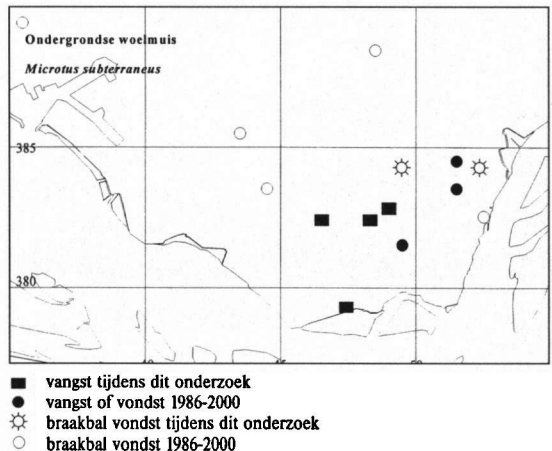 Ondergrondse woelmuis
Microtus subterraneus
385
380
vangst tijdens dit onderzoek
vangst of vondst 1986-2000
braakbal vondst tijdens dit onderzoek
braakbal vondst 1986-2000